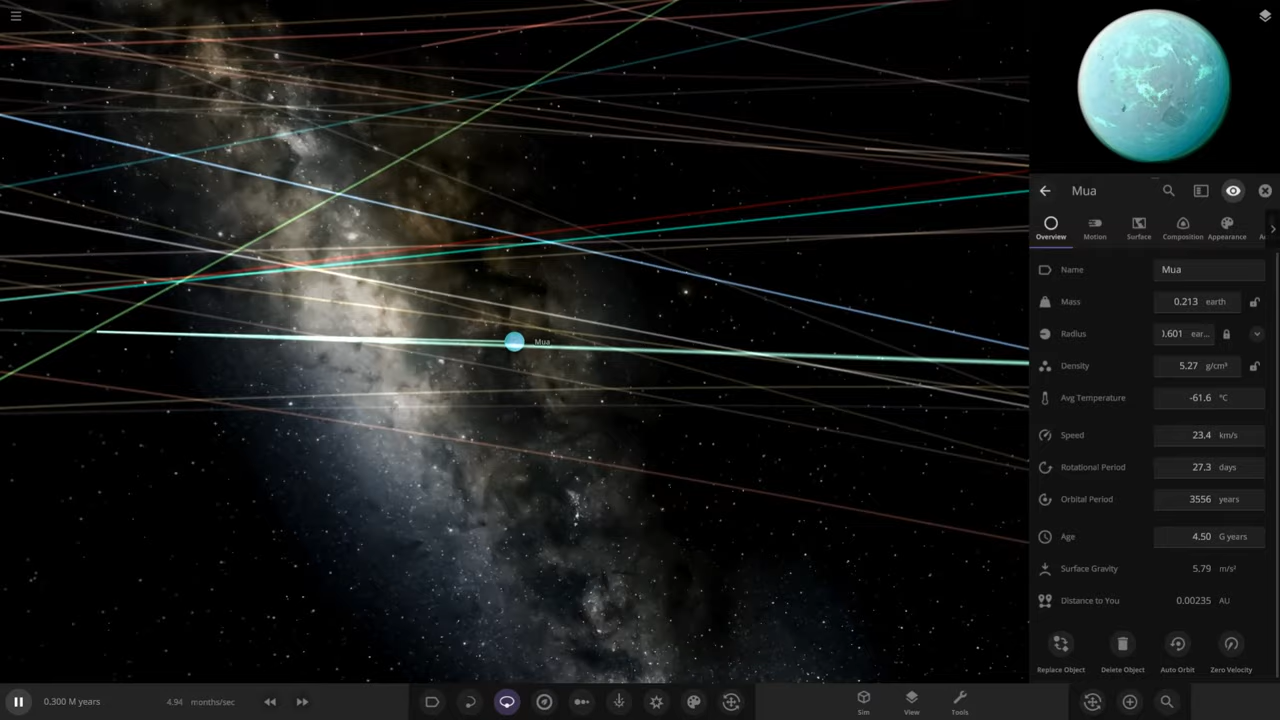 Mua
Mua
Overview
Motion
Surface
Composition
Appearance
Name
Mua
Mass
0.213 earth
Radius
).601 ear...
Density
5.27 g/cm³
Avg Temperature
-61.6 °C
Speed
23.4 km/s
Rotational Period
27.3 days
Orbital Period
3556 years
Age
4.50 G years
Surface Gravity
5.79 m/s²
Distance to You
0.00235 AU
Replace Object
Delete Object
Auto Orbit
Zero Velocity
0.300 M years
4.94 months/sec
Sim
View
Tools